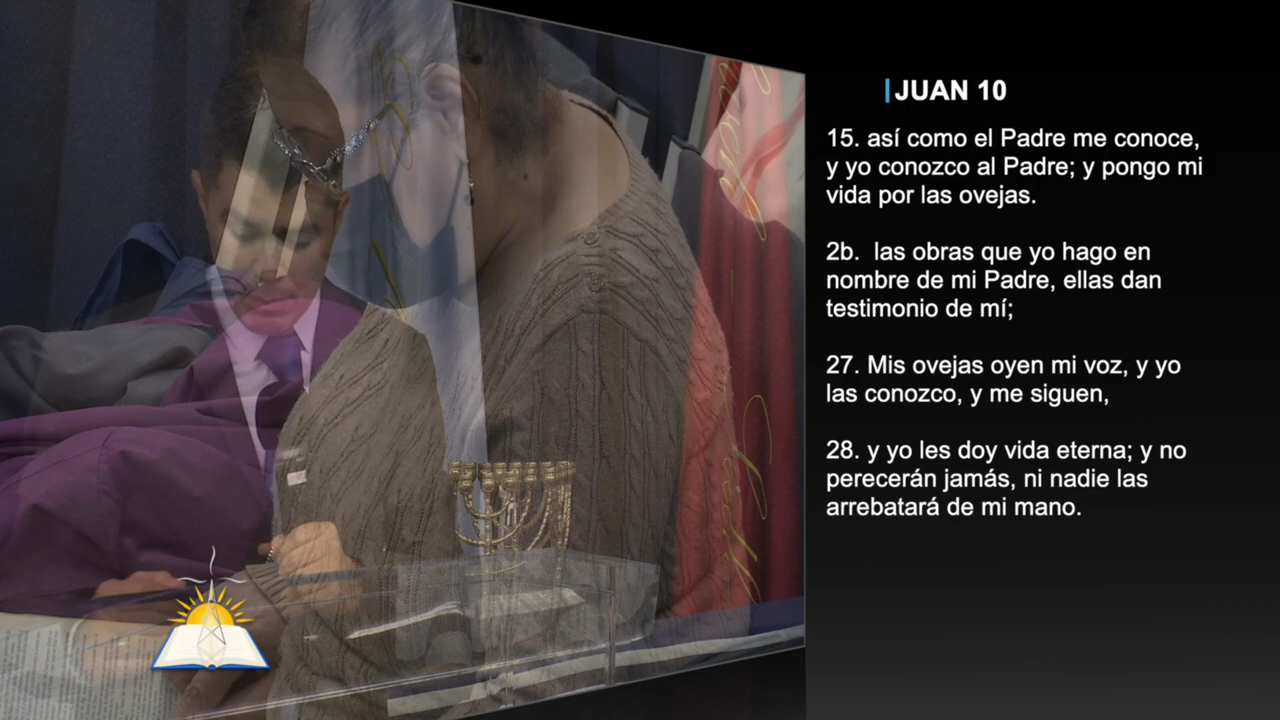 JUAN 10
15. así como el Padre me conoce,
y yo conozco al Padre; y pongo mi
vida por las ovejas.
2b. las obras que yo hago en
nombre de mi Padre, ellas dan
testimonio de mí;
27. Mis ovejas oyen mi voz, y yo
las conozco, y me siguen,
28. y yo les doy vida eterna; y no
perecerán jamás, ni nadie las
arrebatará de mi mano.